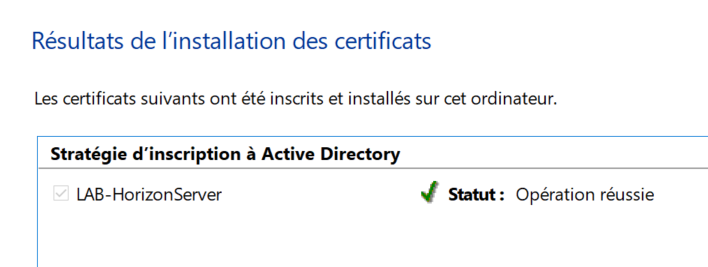 Résultats de l’installation des certificats
Les certificats suivants ont été inscrits et installés sur cet ordinateur.
Stratégie d’inscription à Active Directory
LAB-HorizonServer Statut : Opération réussie